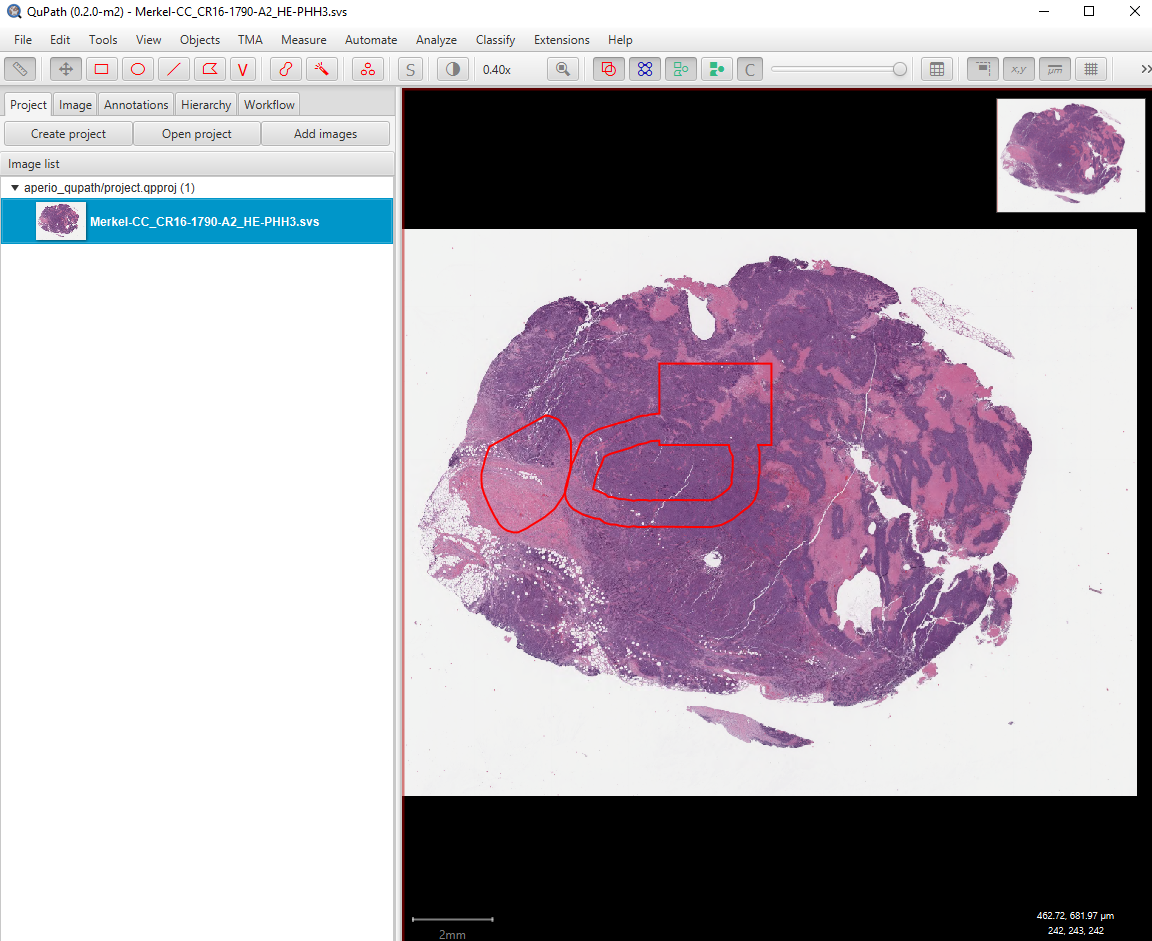 QuPath (0.2.0-m2) - Merkel-CC_CR16-1790-A2_HE-PHH3.svs
File Edit Tools View Objects TMA Measure Automate Analyze Classify Extensions Help
V S 0.40x C x,y μm
Project Image Annotations Hierarchy Workflow
Create project Open project Add images
Image list
aperio_qupath/project.qpproj (1)
Merkel-CC_CR16-1790-A2_HE-PHH3.svs
462.72, 681.97 μm
242, 243, 242
2mm